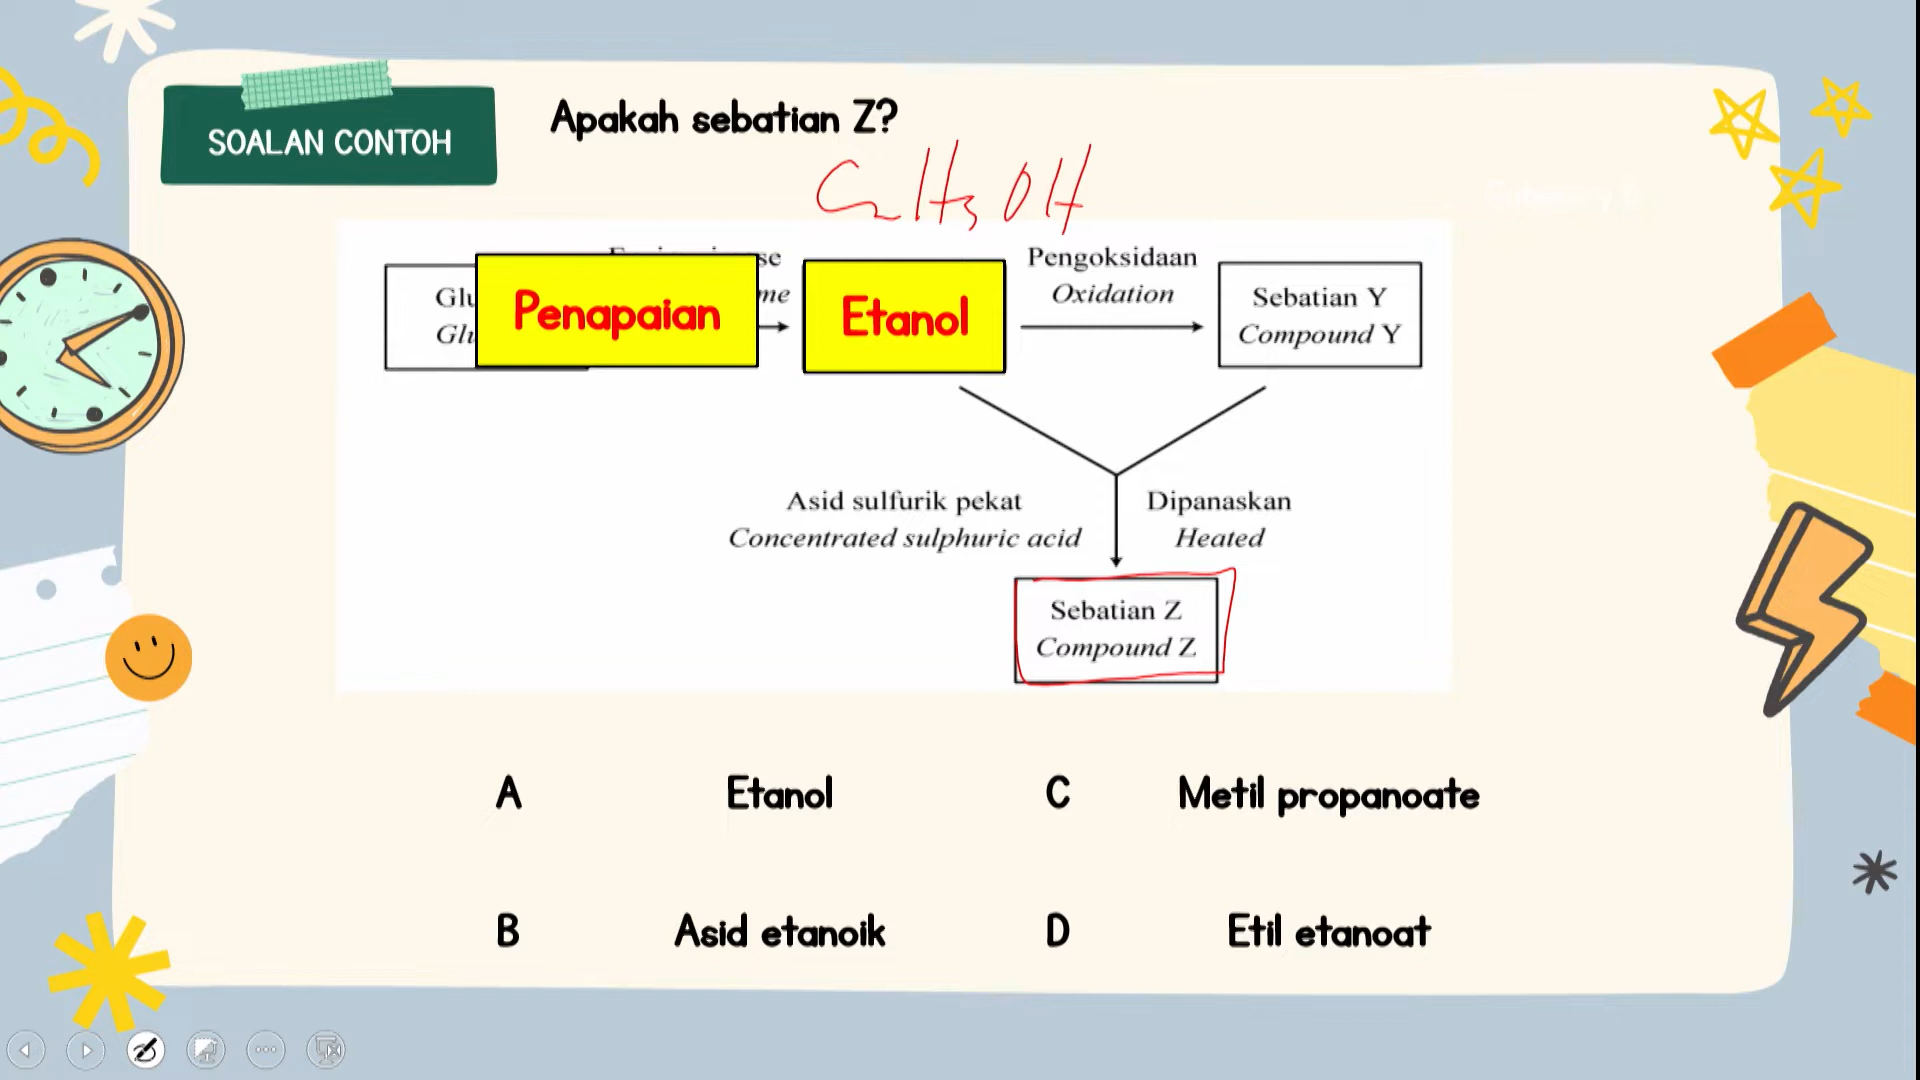 SOALAN CONTOH
Apakah sebatian Z?
Penapaian
Etanol
Pengoksidaan
Oxidation
Sebatian Y
Compound Y
Asid sulfurik pekat
Concentrated sulphuric acid
Dipanaskan
Heated
Sebatian Z
Compound Z
A Etanol C Metil propanoate
B Asid etanoik D Etil etanoat